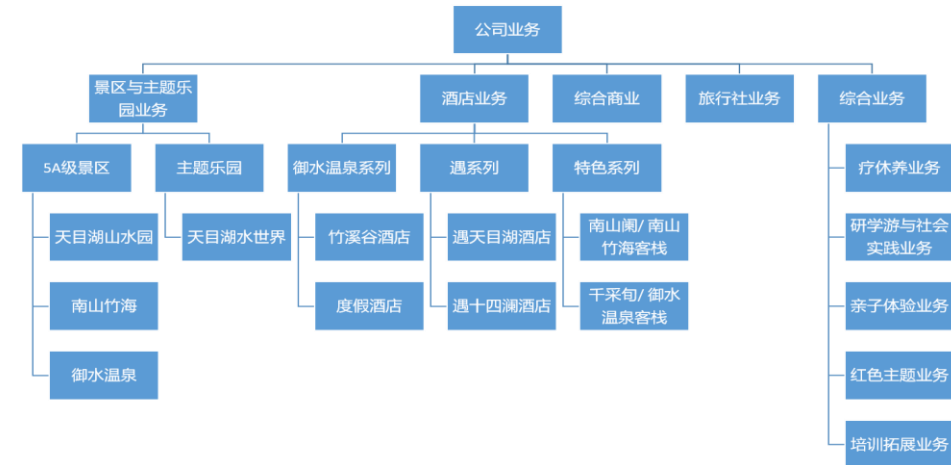 公司业务
景区与主题乐
园业务
酒店业务
综合商业
旅行社业务
综合业务
5A级景区
主题乐园
御水温泉系列
遇系列
特色系列
疗休养业务
天目湖山水园
天目湖水世界
竹溪谷酒店
遇天目湖酒店
南山阑/ 南山
竹海客栈
研学游与社会
实践业务
南山竹海
度假酒店
遇十四澜酒店
千采旬/ 御水
温泉客栈
亲子体验业务
御水温泉
红色主题业务
培训拓展业务